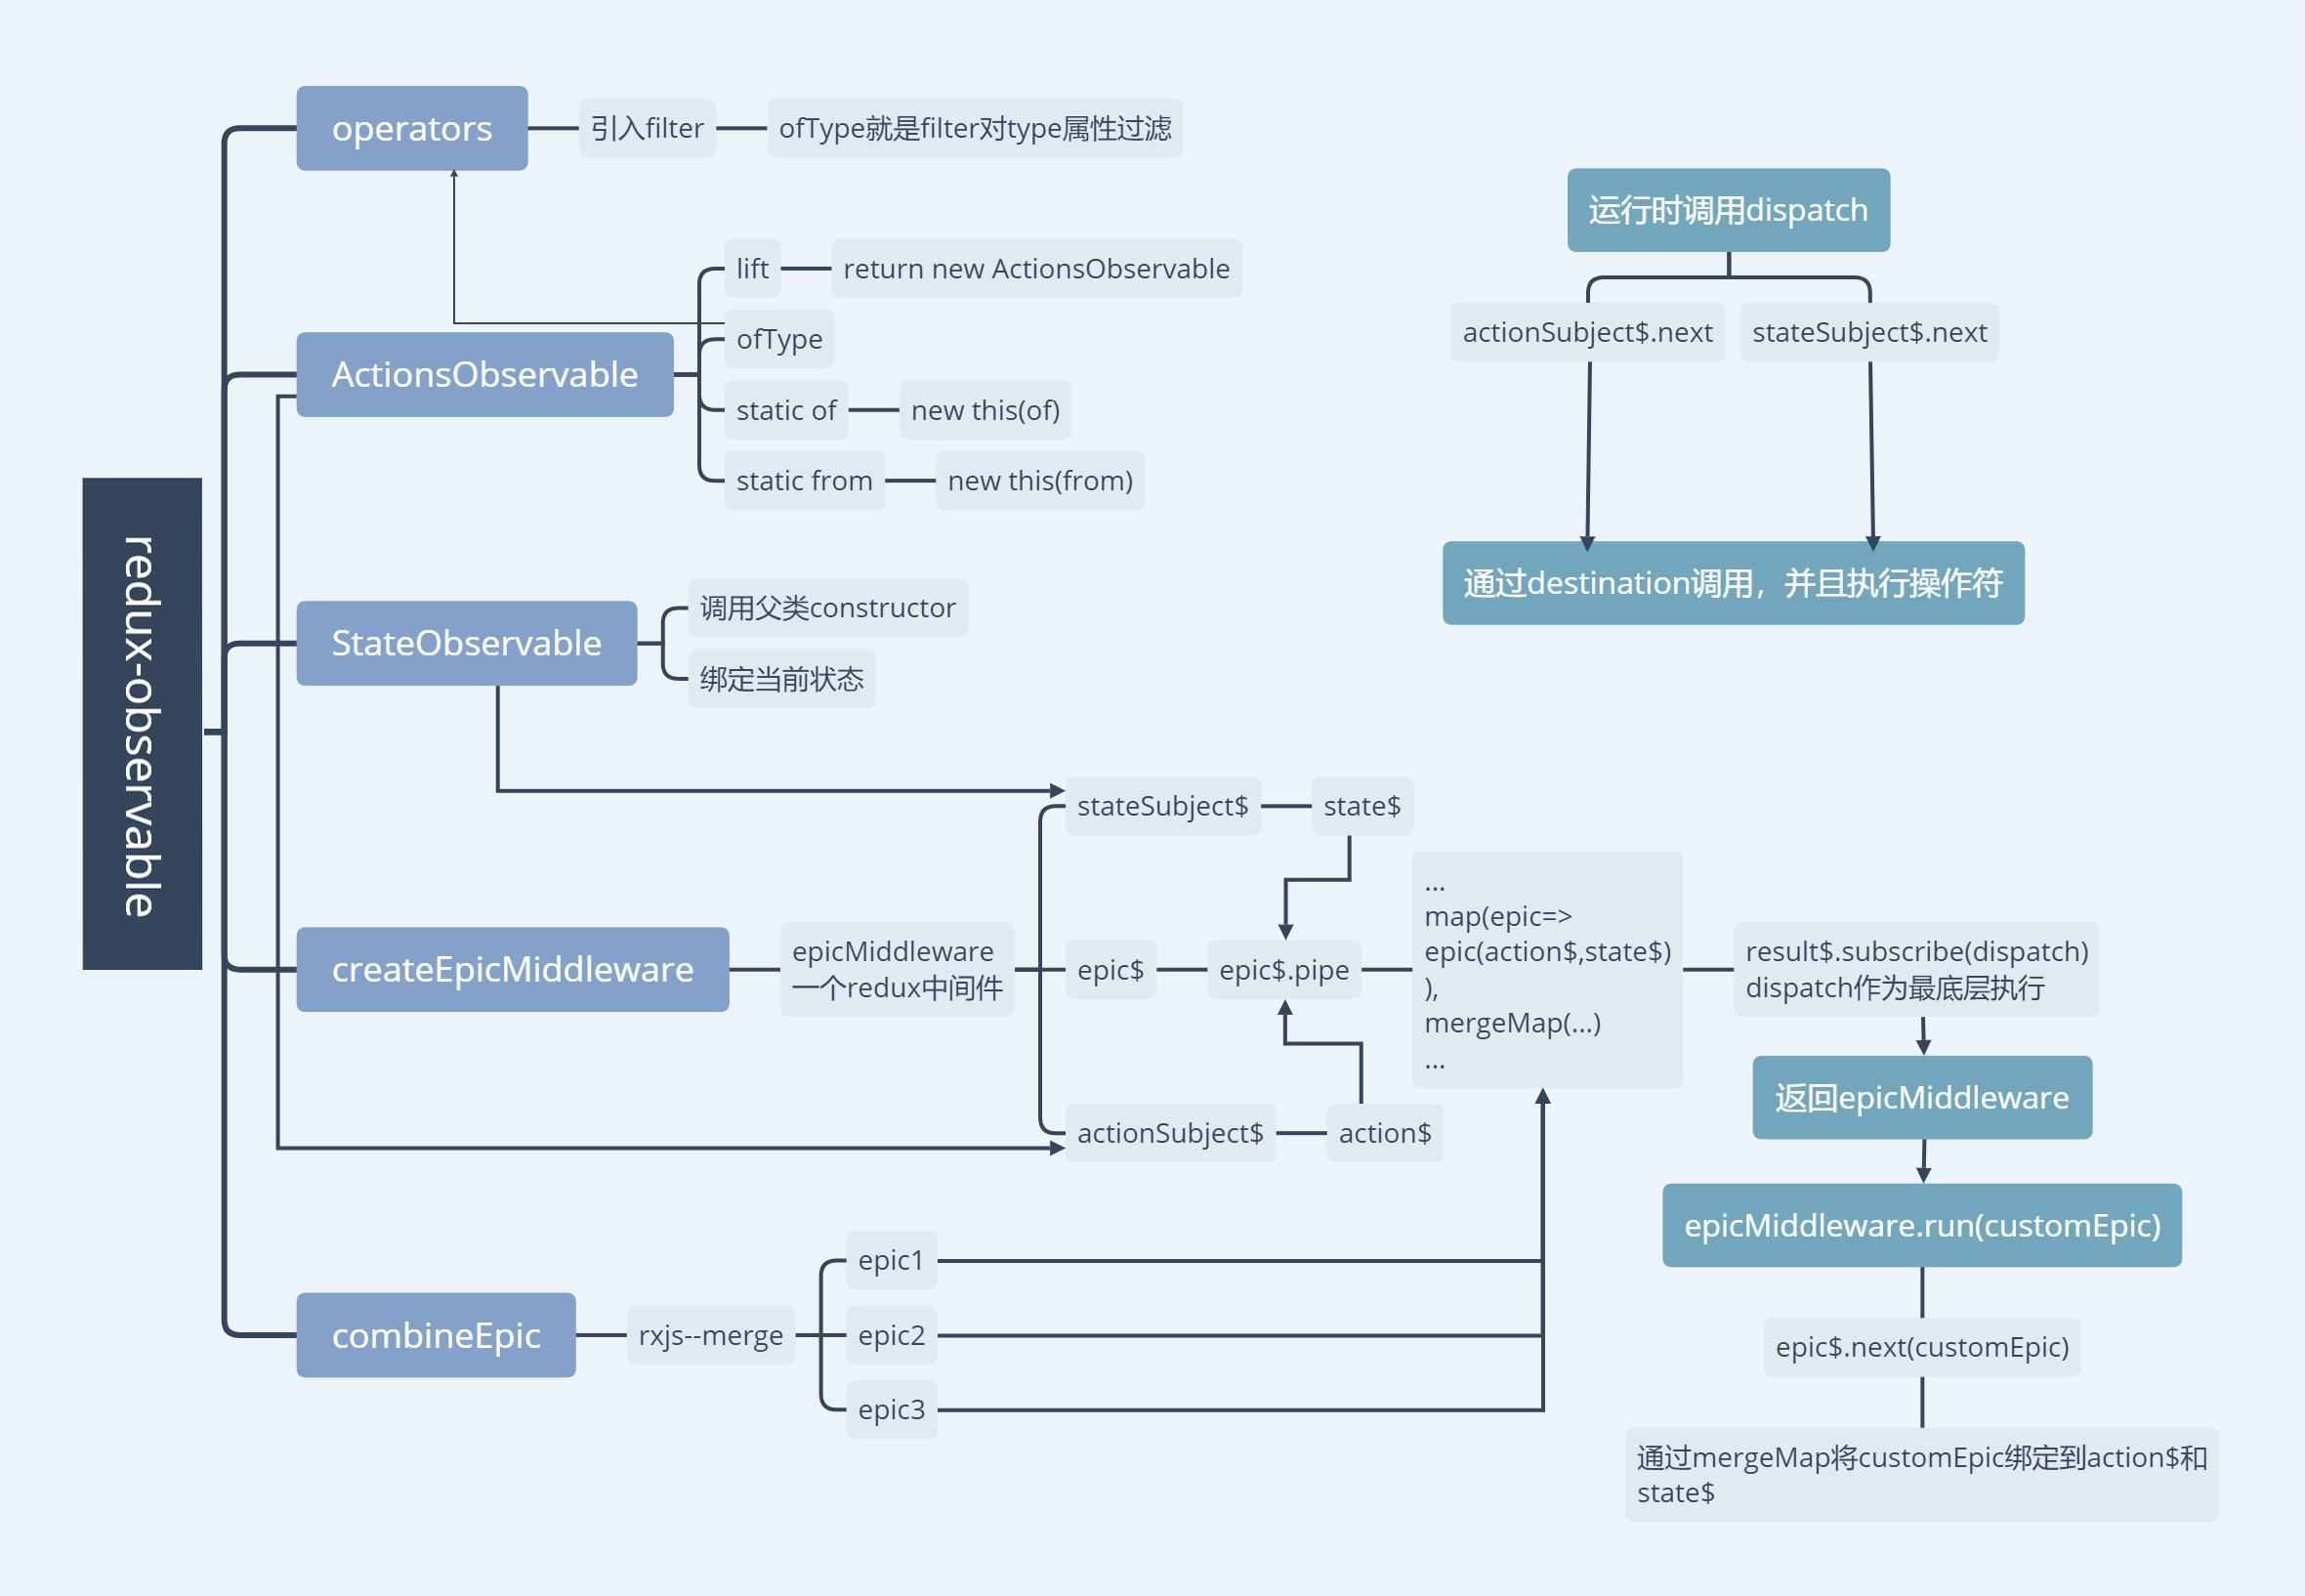 redux-observable
operators
引入filter
ofType就是filter对type属性过滤
ActionsObservable
lift
return new ActionsObservable
ofType
static of
new this(of)
static from
new this(from)
StateObservable
调用父类constructor
绑定当前状态
createEpicMiddleware
epicMiddleware
一个redux中间件
stateSubject$
state$
epic$
epic$.pipe
actionSubject$
action$
...
map(epic=>
epic(action$,state$)
),
mergeMap(...)
...
result$.subscribe(dispatch)
dispatch作为最底层执行
返回epicMiddleware
epicMiddleware.run(customEpic)
epic$.next(customEpic)
通过mergeMap将customEpic绑定到action$和
state$
combineEpic
rxjs--merge
epic1
epic2
epic3
运行时调用dispatch
actionSubject$.next
stateSubject$.next
通过destination调用，并且执行操作符